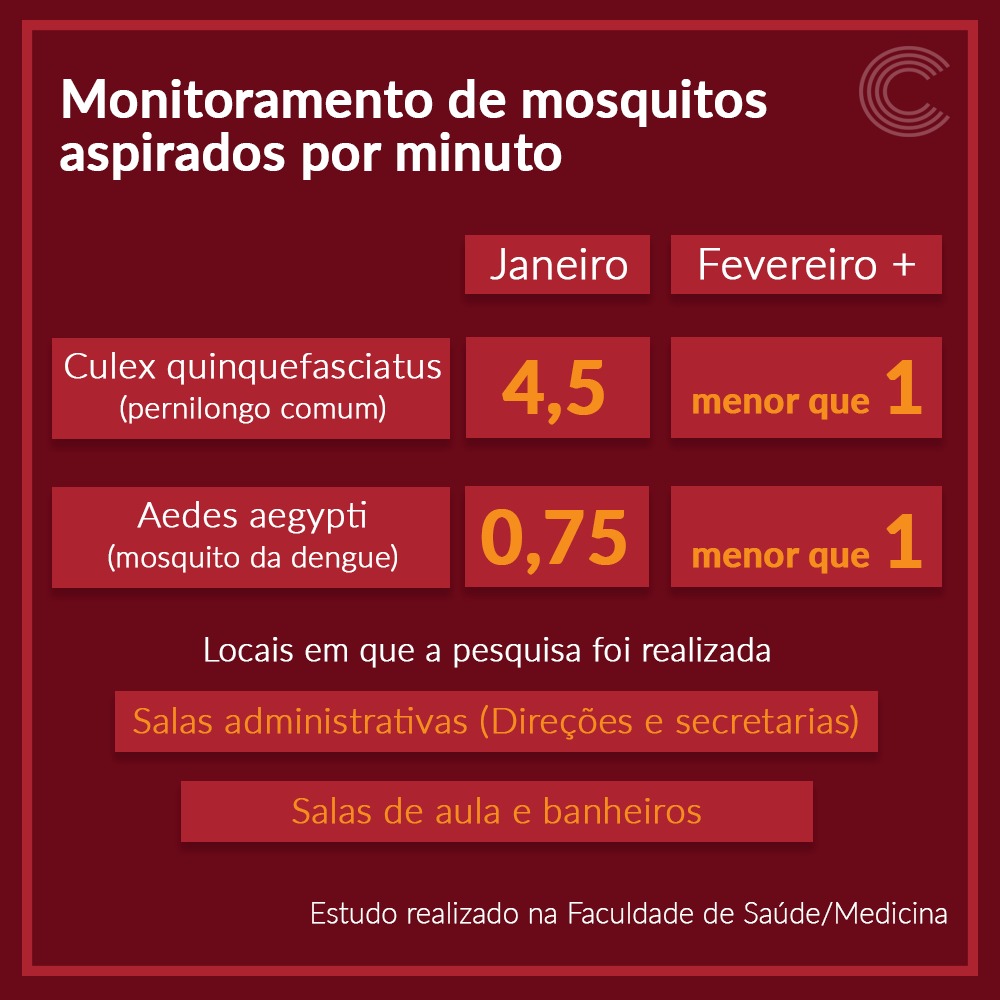 Monitoramento de mosquitos
aspirados por minuto
Janeiro
Fevereiro +
Culex quinquefasciatus
(pernilongo comum)
4,5
menor que 1
Aedes aegypti
(mosquito da dengue)
0,75
menor que 1
Locais em que a pesquisa foi realizada
Salas administrativas (Direções e secretarias)
Salas de aula e banheiros
Estudo realizado na Faculdade de Saúde/Medicina